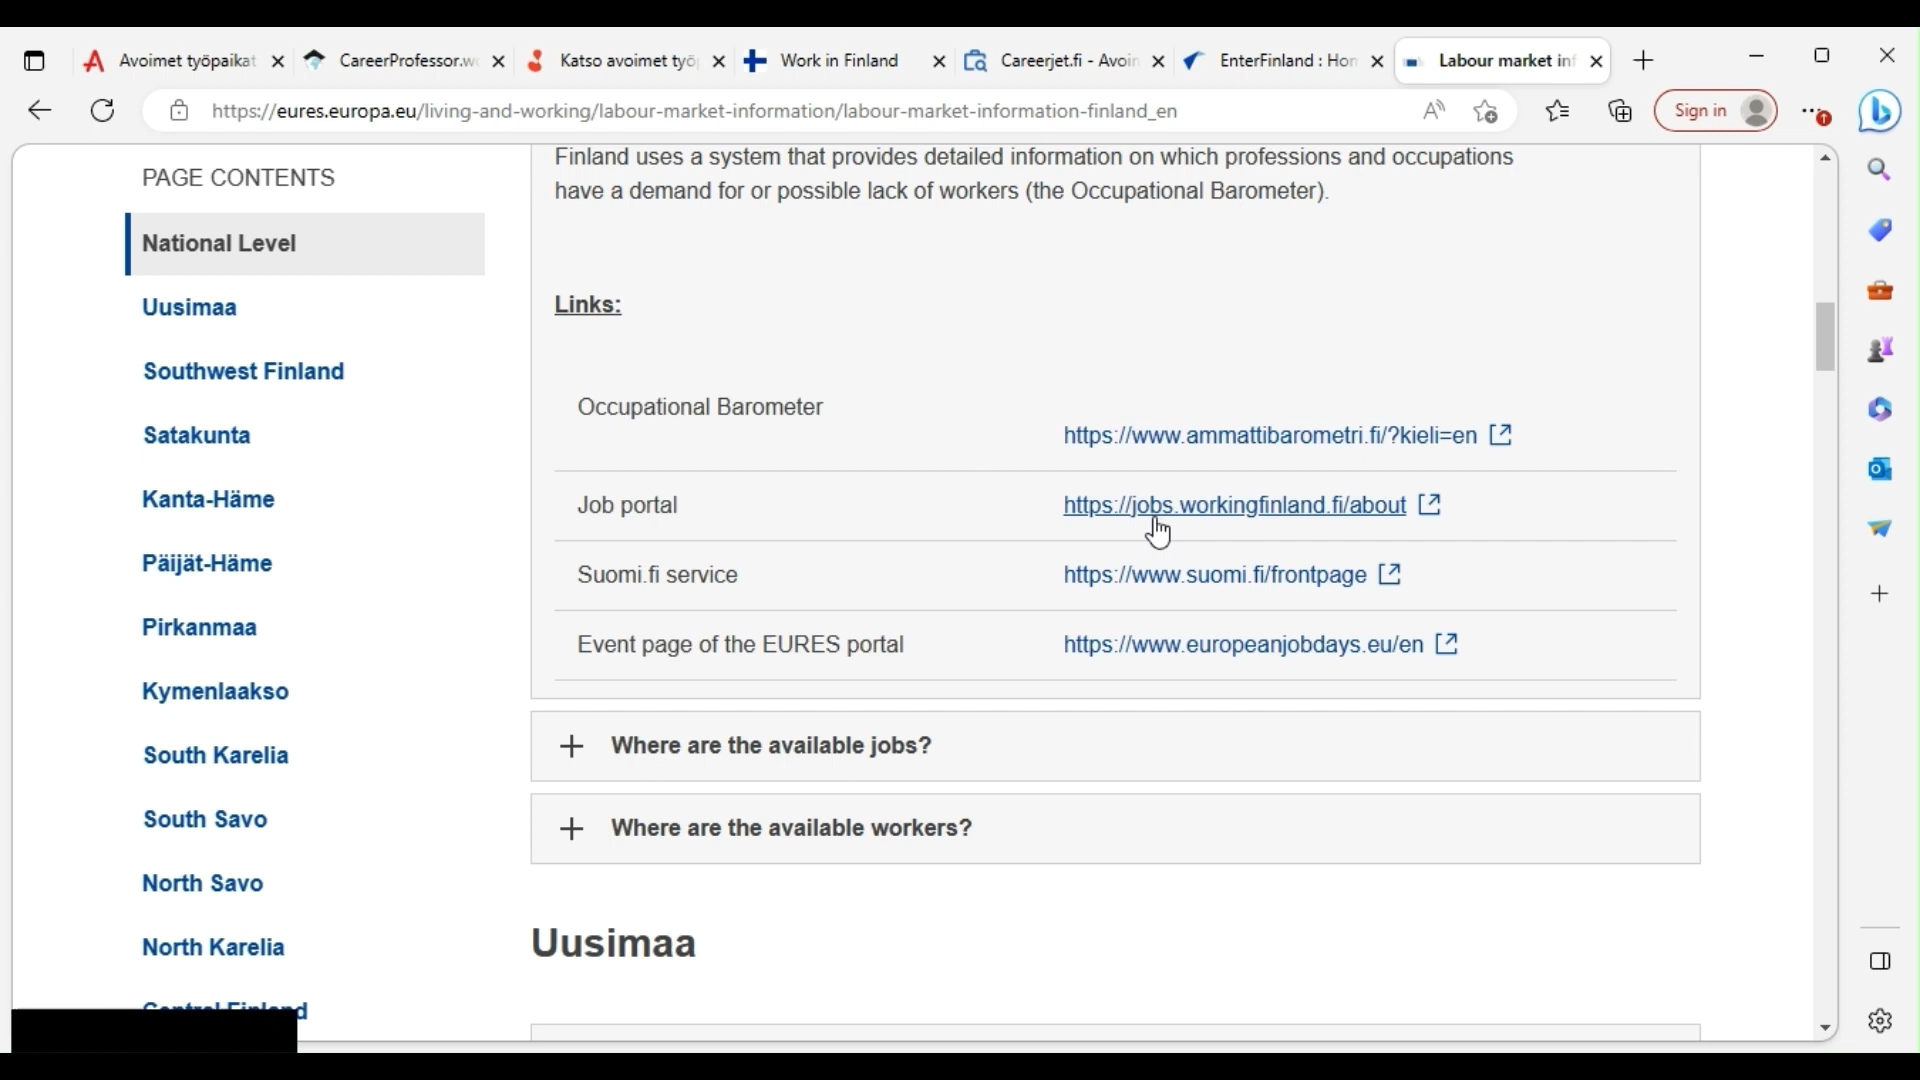 Avoimet työpaikat
CareerProfessor.w
Katso avoimet työ
Work in Finland
Careerjet.fi - Avoi
EnterFinland : Ho
Labour market in
https://eures.europa.eu/living-and-working/labour-market-information/labour-market-information-finland_en
Sign in
PAGE CONTENTS
National Level
Uusimaa
Southwest Finland
Satakunta
Kanta-Häme
Päijät-Häme
Pirkanmaa
Kymenlaakso
South Karelia
South Savo
North Savo
North Karelia
Central Finland
Finland uses a system that provides detailed information on which professions and occupations
have a demand for or possible lack of workers (the Occupational Barometer).
Links:
Occupational Barometer
https://www.ammattibarometri.fi/?kieli=en
Job portal
https://jobs.workingfinland.fi/about
Suomi.fi service
https://www.suomi.fi/frontpage
Event page of the EURES portal
https://www.europeanjobdays.eu/en
Where are the available jobs?
Where are the available workers?
Uusimaa